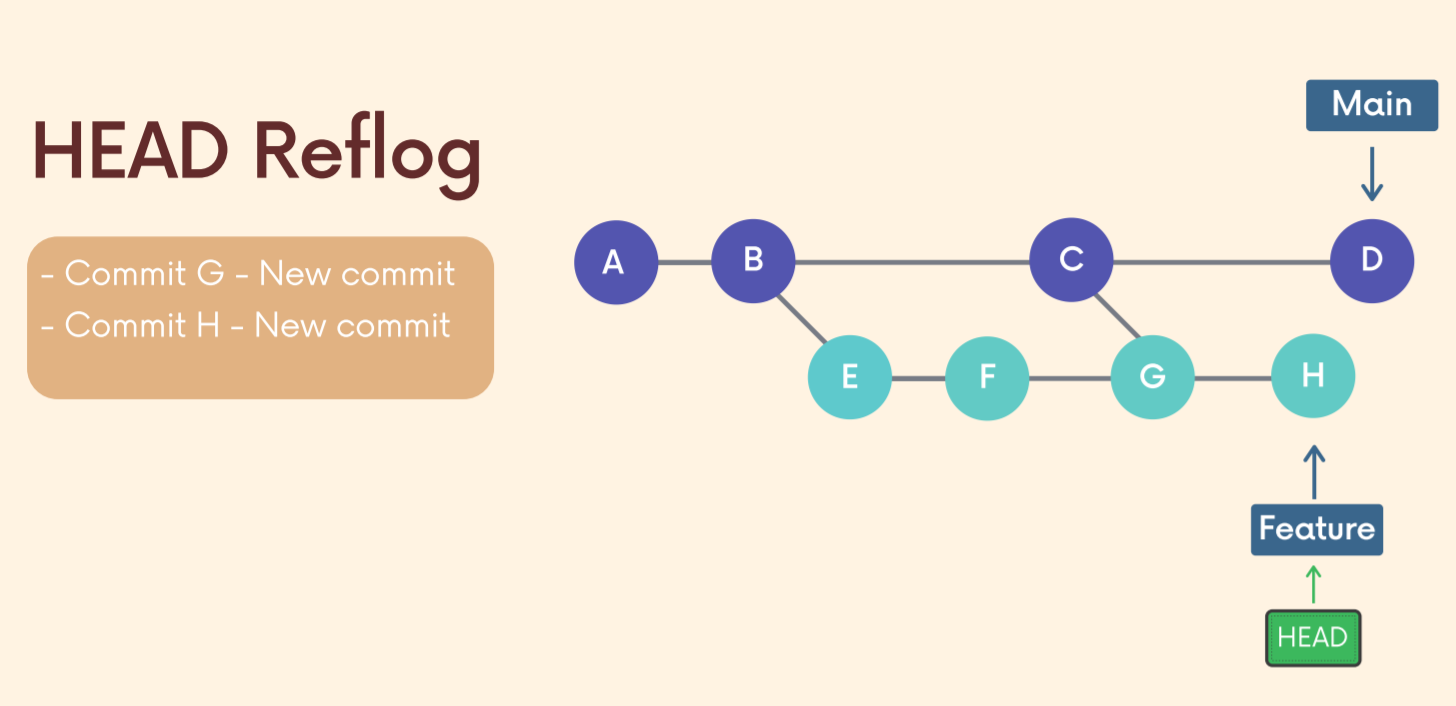 HEAD Reflog
- Commit G - New commit
- Commit H - New commit
Main
A
B
C
D
E
F
G
H
Feature
HEAD